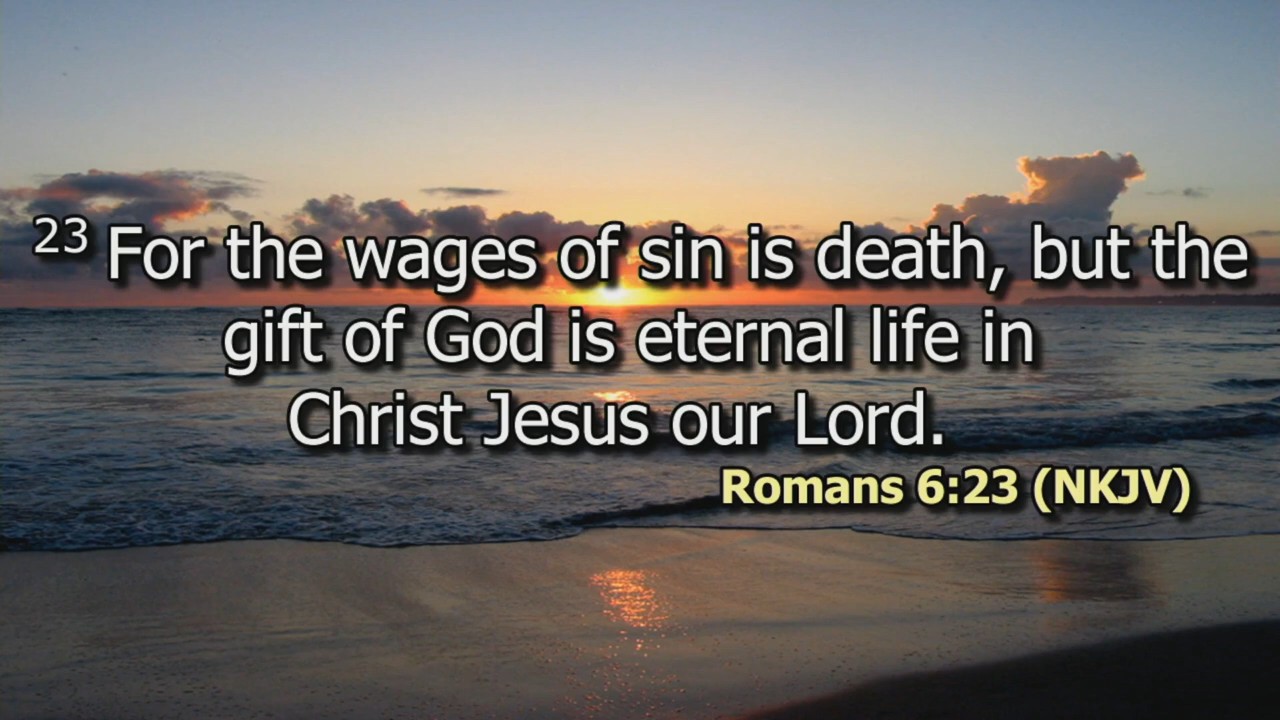 23 For the wages of sin is death, but the
gift of God is eternal life in
Christ Jesus our Lord.
Romans 6:23 (NKJV)